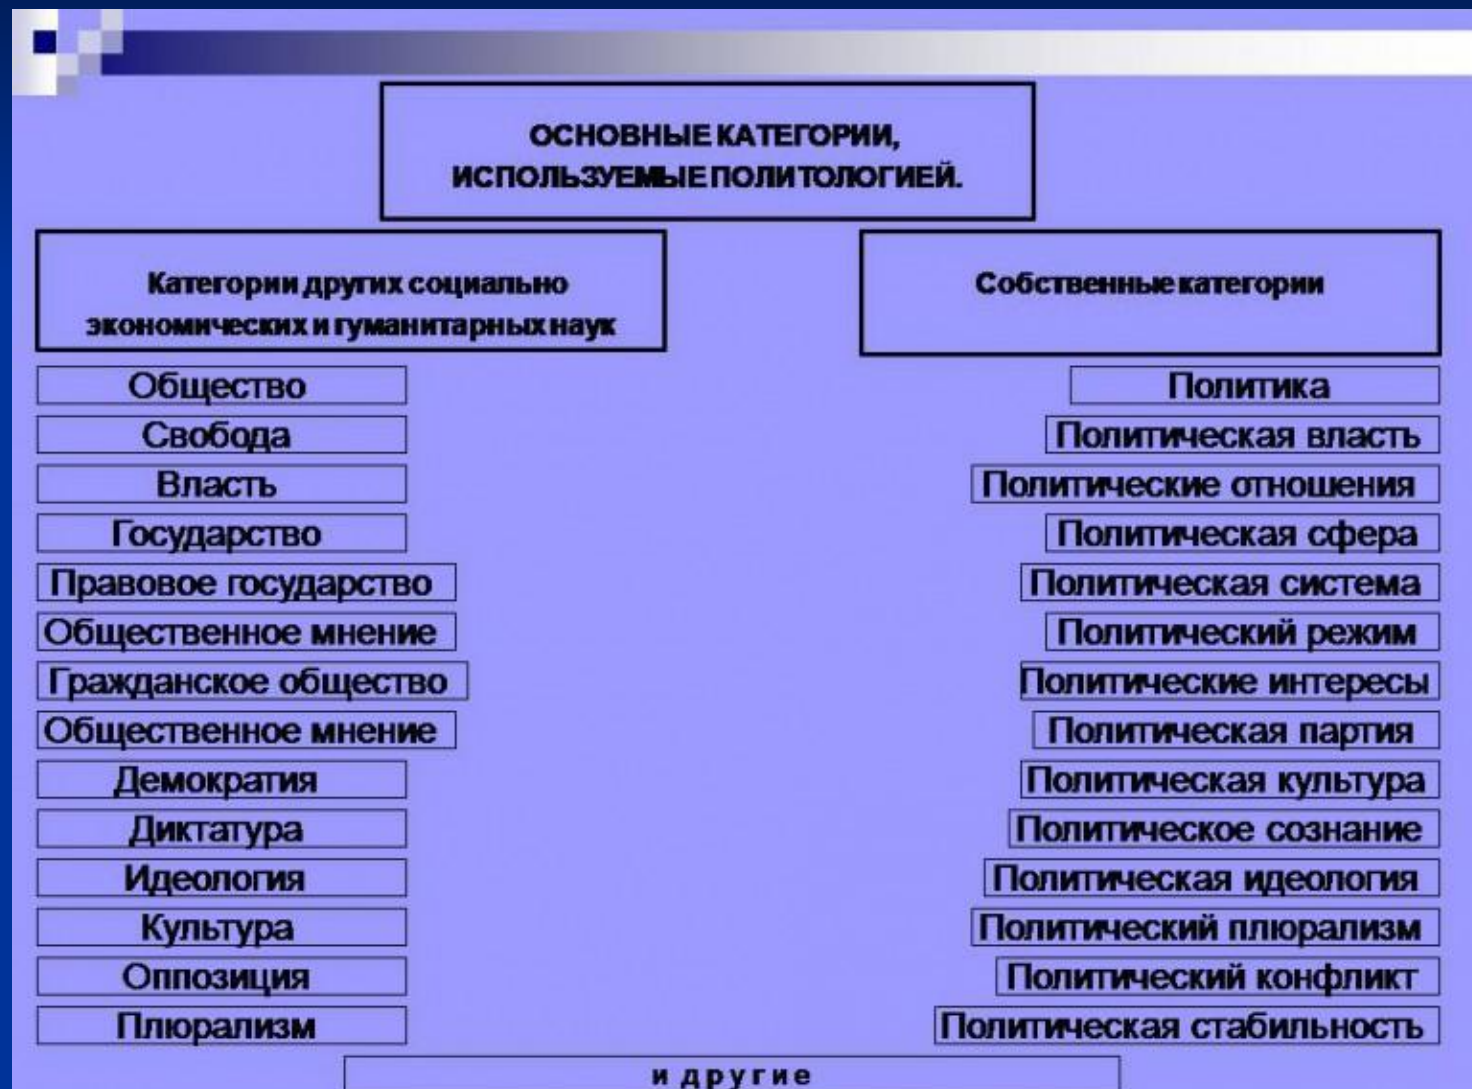 ОСНОВНЫЕ КАТЕГОРИИ,
ИСПОЛЬЗУЕМЫЕ ПОЛИТОЛОГИЕЙ.
Категории других социально
экономических и гуманитарных наук
Общество
Свобода
Власть
Государство
Правовое государство
Общественное мнение
Гражданское общество
Общественное мнение
Демократия
Диктатура
Идеология
Культура
Оппозиция
Плюрализм
Собственные категории
Политика
Политическая власть
Политические отношения
Политическая сфера
Политическая система
Политический режим
Политические интересы
Политическая партия
Политическая культура
Политическое сознание
Политическая идеология
Политический плюрализм
Политический конфликт
Политическая стабильность
и другие